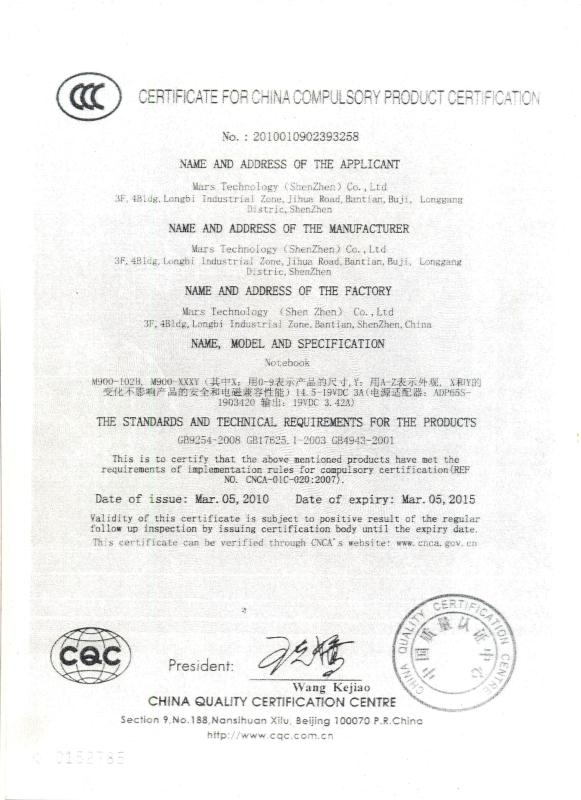 CCC
CERTIFICATE FOR CHINA COMPULSORY PRODUCT CERTIFICATION
No. : 2010010902393258
NAME AND ADDRESS OF THE APPLICANT
Mars Technology (ShenZhen) Co.,Ltd
3F, 4Bldg, Longbi Industrial Zone, Jihua Road, Bantian, Buji, Longgang
Distric, ShenZhen
NAME AND ADDRESS OF THE MANUFACTURER
Mars Technology (ShenZhen) Co.,Ltd
3F, 4Bldg, Longbi Industrial Zone, Jihua Road, Bantian, Buji, Longgang
Distric, ShenZhen
NAME AND ADDRESS OF THE FACTORY
Mars Technology (Shen Zhen) Co.,Ltd
3F, 4Bldg, Longbi Industrial Zone, Bantian, ShenZhen, China
NAME, MODEL AND SPECIFICATION
Notebook
M900-102B, M900-XXXY (其中X: 用0-9表示产品的尺寸, Y: 用A-Z表示外观, X和Y的
变化不影响产品的安全和电磁兼容性能) 14.5-19VDC 3A(电源适配器: ADP65S-
1903420 输出: 19VDC 3.42A)
THE STANDARDS AND TECHNICAL REQUIREMENTS FOR THE PRODUCTS
GB9254-2008 GB17625.1-2003 GB4943-2001
This is to certify that the above mentioned products have met the
requirements of implementation rules for compulsory certification(REF
NO. CNCA-01C-020:2007).
Date of issue: Mar. 05, 2010 Date of expiry: Mar. 05, 2015
Validity of this certificate is subject to positive result of the regular
follow up inspection by issuing certification body until the expiry date.
This certificate can be verified through CNCA's website: www.cnca.gov.cn
CQC
President:
Wang Kejiao
CHINA QUALITY CERTIFICATION CENTRE
中国质量认证中心
CHINA QUALITY CERTIFICATION CENTRE
Section 9, No.188, Nansihuan Xilu, Beijing 100070 P.R.China
http://www.cqc.com.cn
0152785